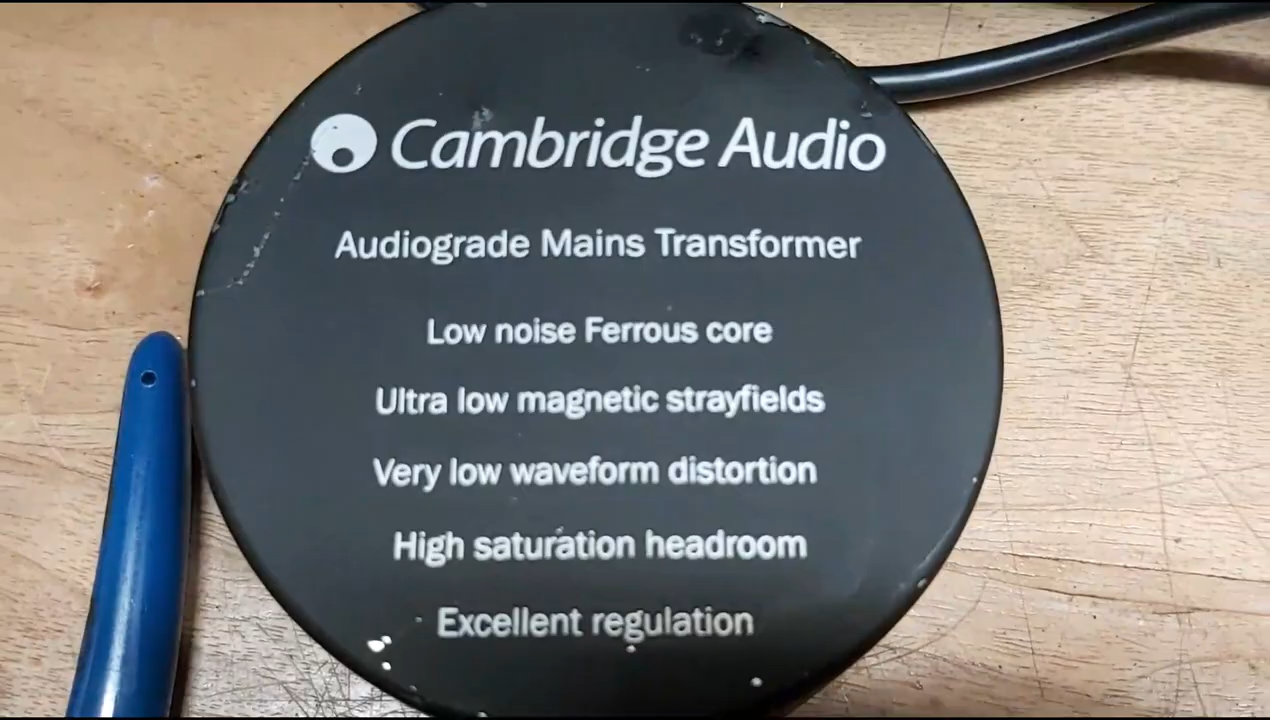 Cambridge Audio
Audiograde Mains Transformer
Low noise Ferrous core
Ultra low magnetic strayfields
Very low waveform distortion
High saturation headroom
Excellent regulation